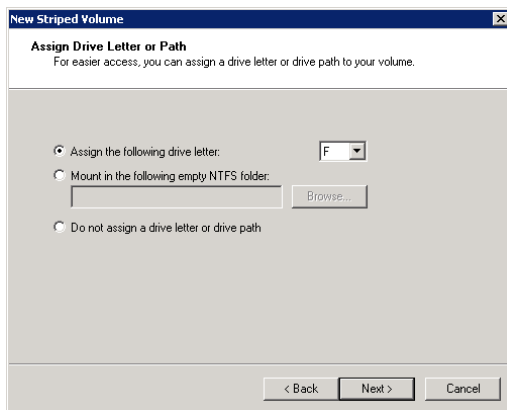 New Striped Volume
Assign Drive Letter or Path
For easier access, you can assign a drive letter or drive path to your volume.
Assign the following drive letter: F
Mount in the following empty NTFS folder:
Browse...
Do not assign a drive letter or drive path
< Back Next > Cancel